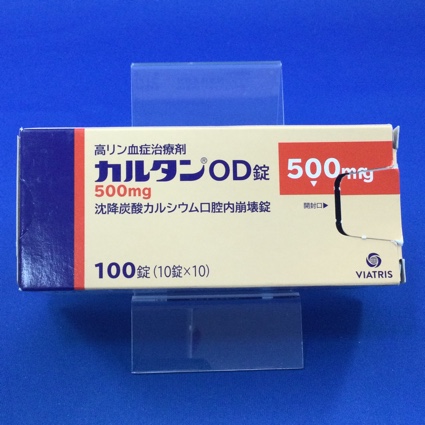 高リン血症治療剤
カルタン®OD錠
500mg
500mg
沈降炭酸カルシウム口腔内崩壊錠
開封口▶
100錠(10錠×10)
VIATRIS